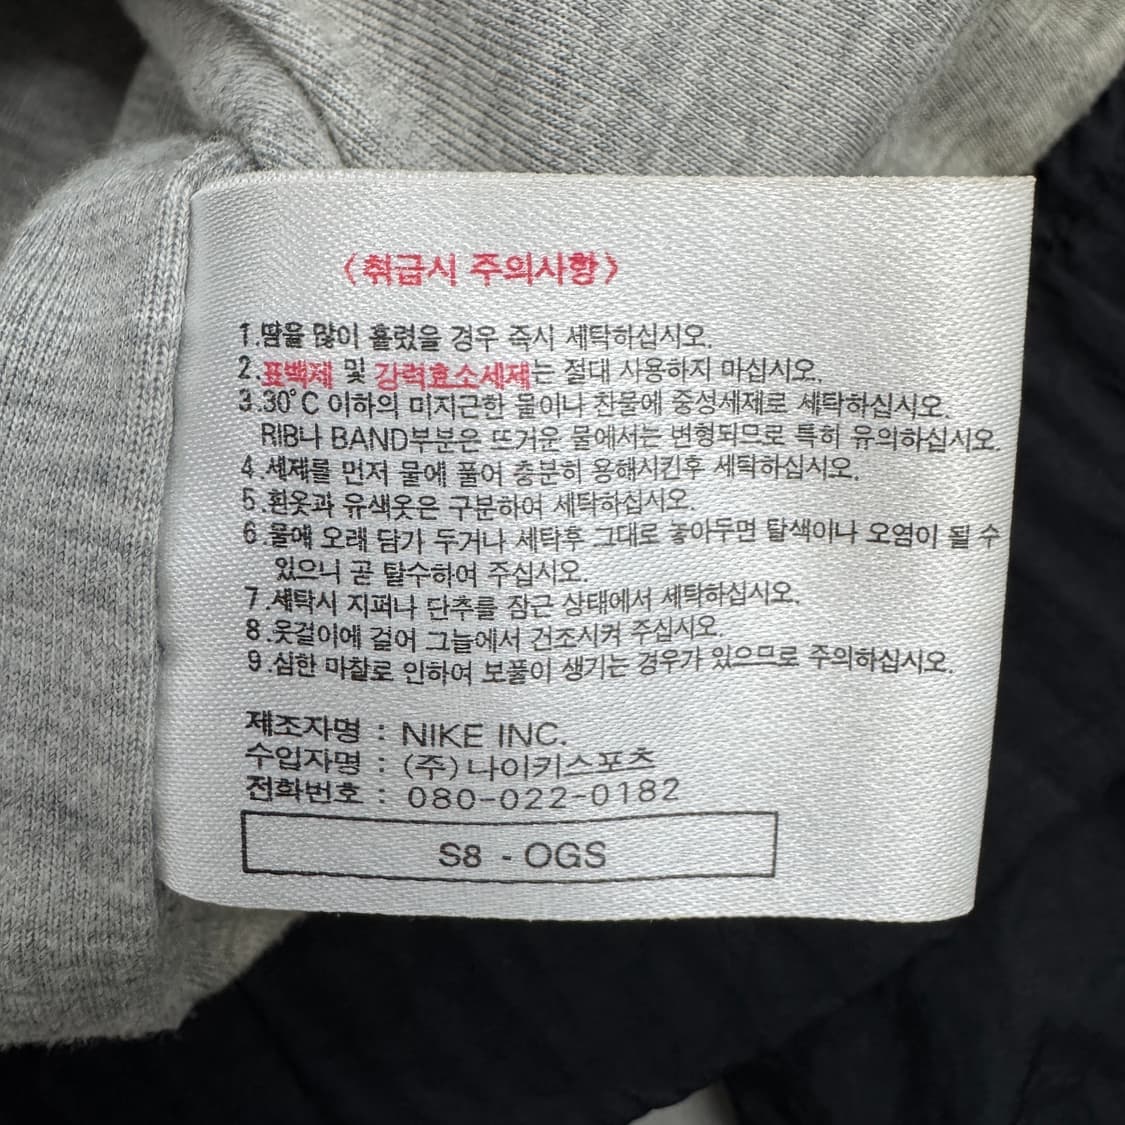 <취급시 주의사항>
1.땀을 많이 흘렸을 경우 즉시 세탁하십시오.
2.표백제 및 강력효소세제는 절대 사용하지 마십시오.
3.30°C 이하의 미지근한 물이나 찬물에 중성세제로 세탁하십시오.
RIB나 BAND부분은 뜨거운 물에서는 변형되므로 특히 유의하십시오.
4.세제를 먼저 물에 풀어 충분히 용해시킨후 세탁하십시오.
5.흰옷과 유색옷은 구분하여 세탁하십시오.
6.물에 오래 담가 두거나 세탁후 그대로 놓아두면 탈색이나 오염이 될 수
있으니 곧 탈수하여 주십시오.
7.세탁시 지퍼나 단추를 잠근 상태에서 세탁하십시오.
8.옷걸이에 걸어 그늘에서 건조시켜 주십시오.
9.심한 마찰로 인하여 보풀이 생기는 경우가 있으므로 주의하십시오.
제조자명 : NIKE INC.
수입자명 : (주)나이키스포츠
전화번호 : 080-022-0182
S8 - OGS